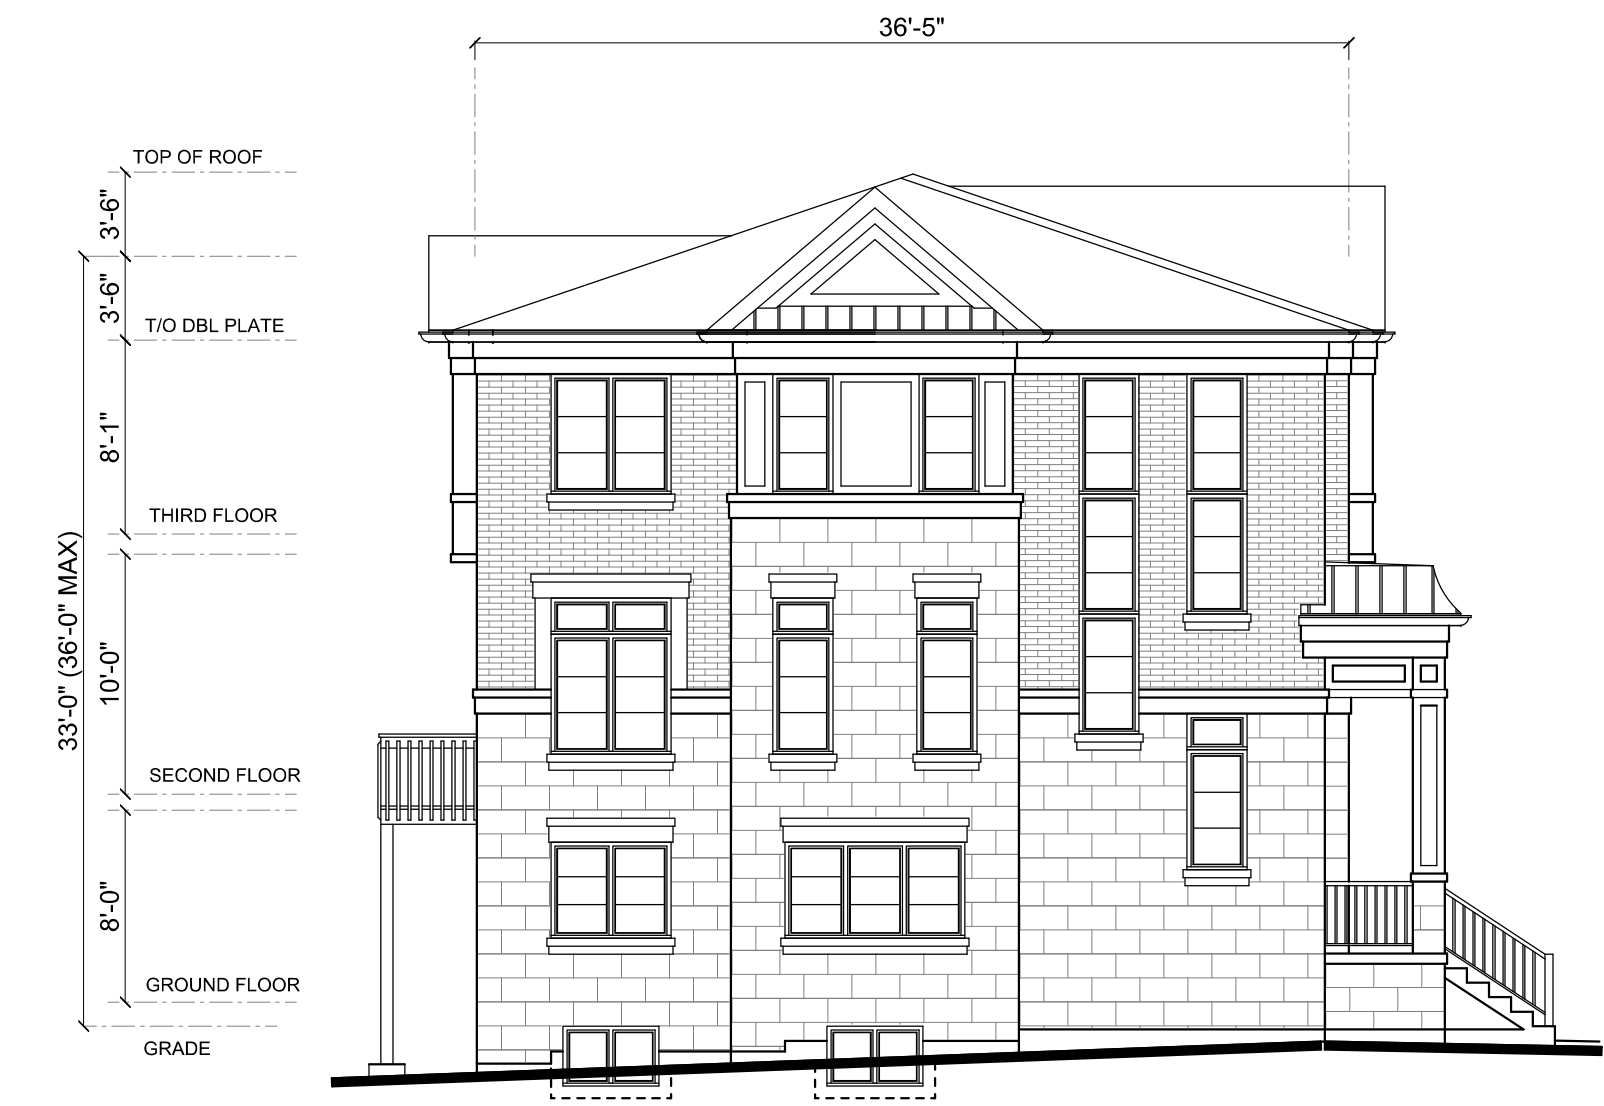 36'-5"
TOP OF ROOF
3'-6"
3'-6"
T/O DBL PLATE
8'-1"
THIRD FLOOR
33'-0" (36'-0" MAX)
10'-0"
SECOND FLOOR
8'-0"
GROUND FLOOR
GRADE